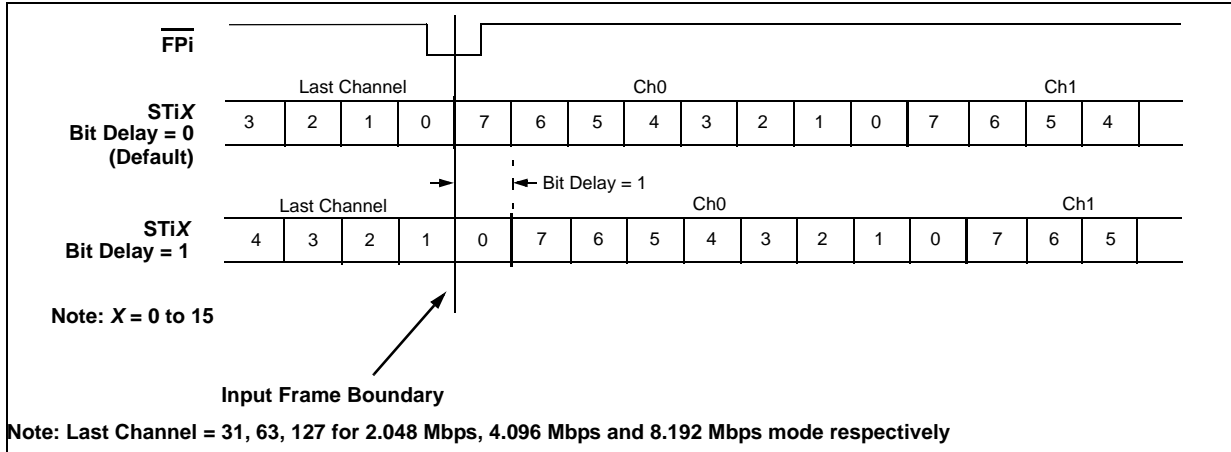 FPi
Last Channel Ch0 Ch1
STiX
Bit Delay = 0
(Default)
3 2 1 0 7 6 5 4 3 2 1 0 7 6 5 4
Bit Delay = 1
Last Channel Ch0 Ch1
STiX
Bit Delay = 1
4 3 2 1 0 7 6 5 4 3 2 1 0 7 6 5
Note: X = 0 to 15
Input Frame Boundary
Note: Last Channel = 31, 63, 127 for 2.048 Mbps, 4.096 Mbps and 8.192 Mbps mode respectively